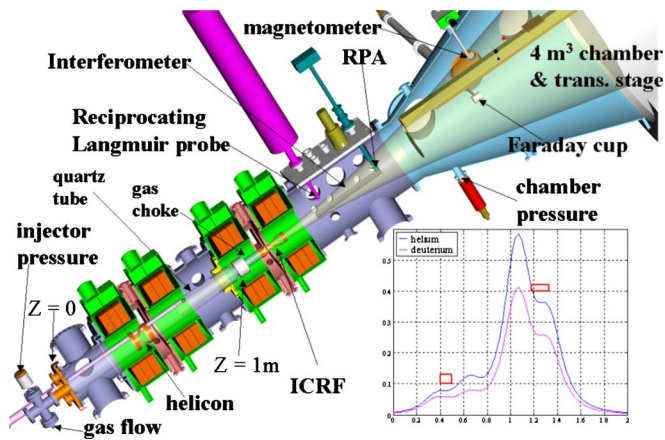 magnetometer
Interferometer
RPA
4 m³ chamber
& trans. stage
Reciprocating
Langmuir probe
Faraday cup
quartz
tube
gas
choke
chamber
pressure
injector
pressure
Z = 0
Z = 1m
ICRF
helicon
gas flow
helium
deuterium
0.5
0.4
0.3
0.2
0.1
0
0
0.2
0.4
0.6
0.8
1.0
1.2
1.4
1.6
1.8
2.0